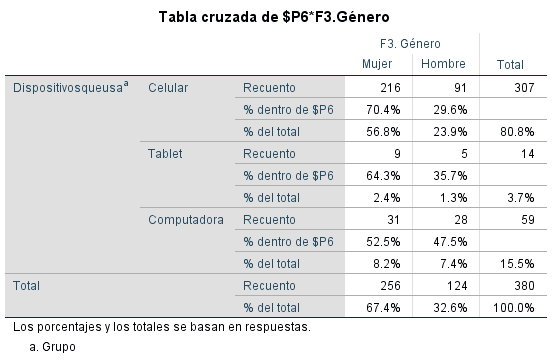 Tabla cruzada de $P6*F3.Género
F3. Género
Mujer Hombre Total
Dispositivosqueusaᵃ Celular Recuento 216 91 307
% dentro de $P6 70.4% 29.6%
% del total 56.8% 23.9% 80.8%
Tablet Recuento 9 5 14
% dentro de $P6 64.3% 35.7%
% del total 2.4% 1.3% 3.7%
Computadora Recuento 31 28 59
% dentro de $P6 52.5% 47.5%
% del total 8.2% 7.4% 15.5%
Total Recuento 256 124 380
% del total 67.4% 32.6% 100.0%
Los porcentajes y los totales se basan en respuestas.
a. Grupo